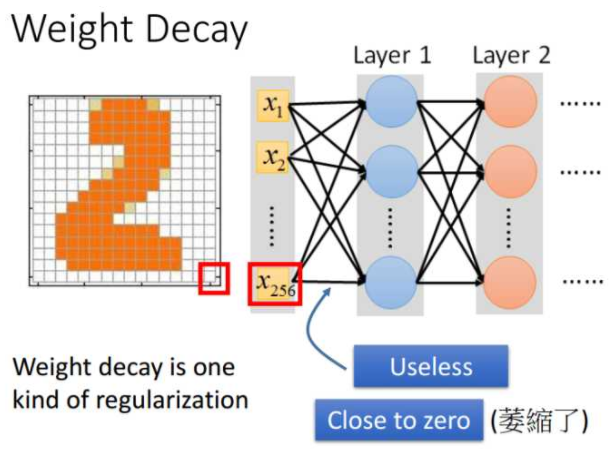 Weight Decay
Layer 1
Layer 2
x₁
x₂
x₂₅₆
......
......
......
......
......
......
Weight decay is one
kind of regularization
Useless
Close to zero (萎縮了)